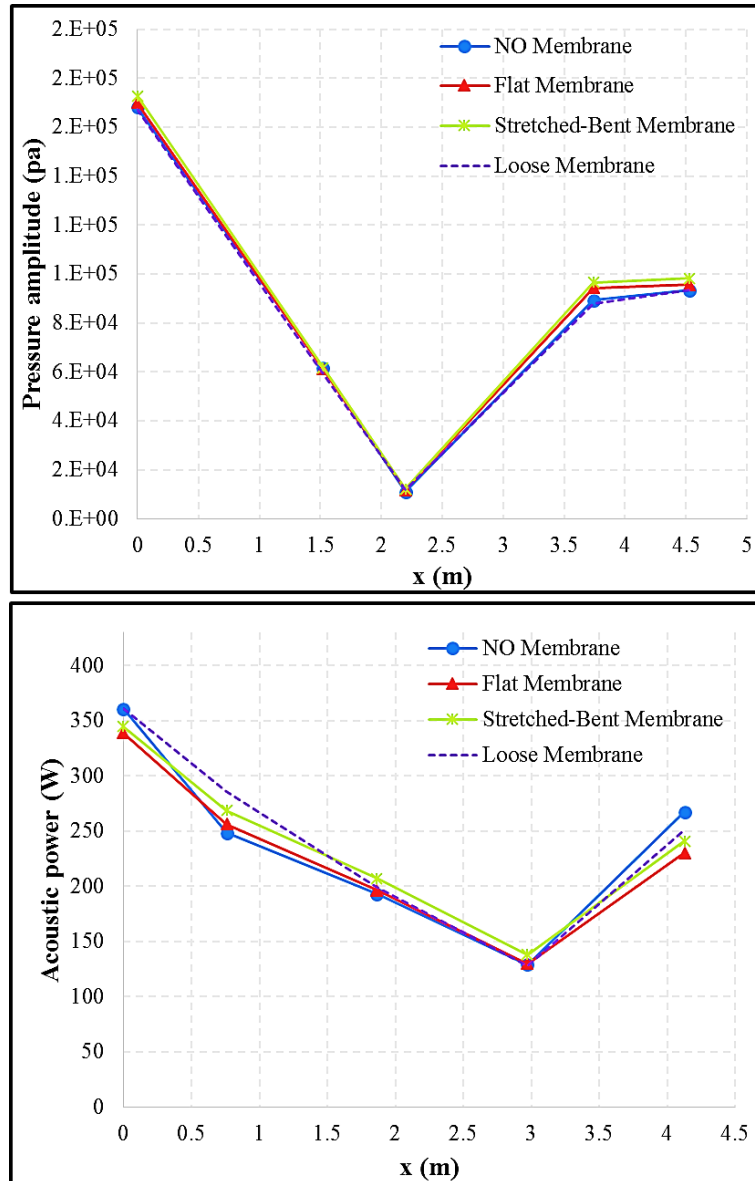 2.E+05
2.E+05
2.E+05
1.E+05
1.E+05
1.E+05
8.E+04
6.E+04
4.E+04
2.E+04
0.E+00
Pressure amplitude (pa)
NO Membrane
Flat Membrane
Stretched-Bent Membrane
Loose Membrane
0 0.5 1 1.5 2 2.5 3 3.5 4 4.5 5
x (m)
400
350
300
250
200
150
100
50
0
Acoustic power (W)
NO Membrane
Flat Membrane
Stretched-Bent Membrane
Loose Membrane
0 0.5 1 1.5 2 2.5 3 3.5 4 4.5
x (m)